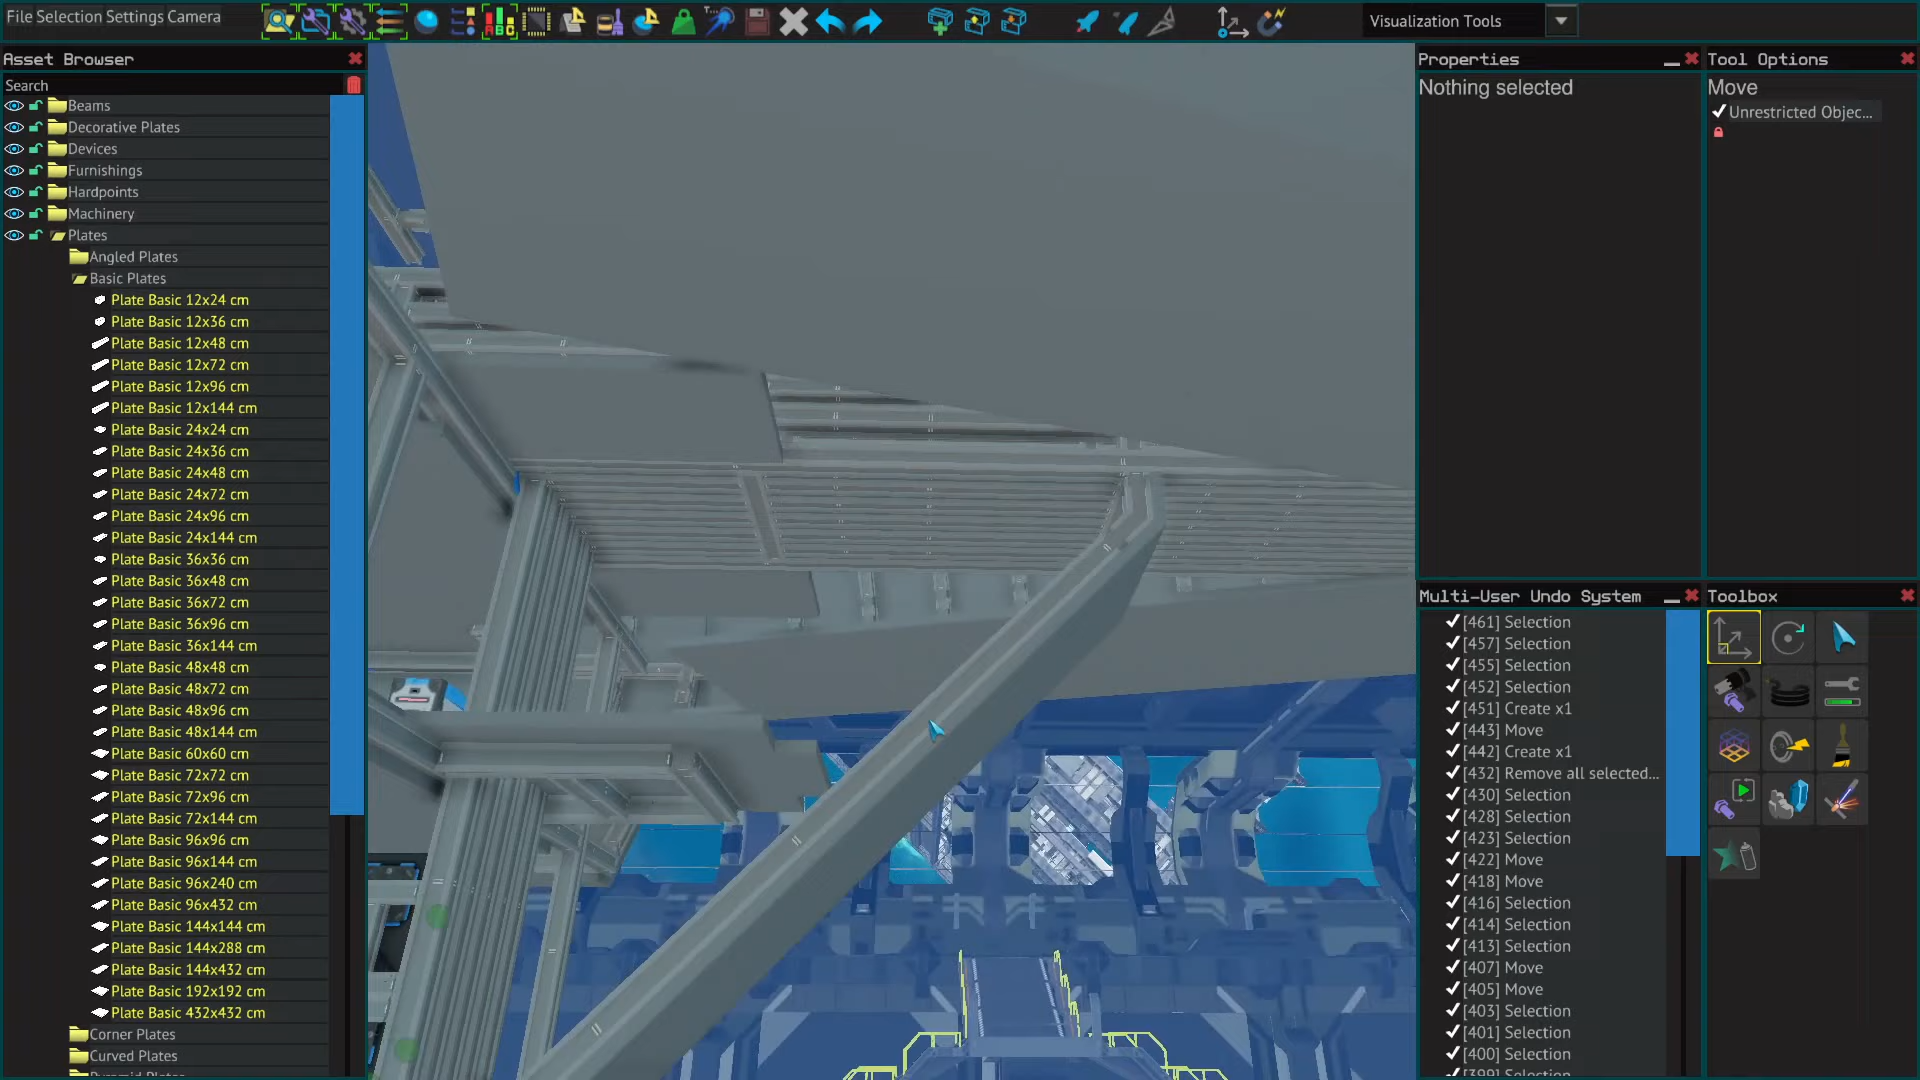 File Selection Settings Camera
Visualization Tools
Asset Browser
Search
Beams
Decorative Plates
Devices
Furnishings
Hardpoints
Machinery
Plates
Angled Plates
Basic Plates
Plate Basic 12x24 cm
Plate Basic 12x36 cm
Plate Basic 12x48 cm
Plate Basic 12x72 cm
Plate Basic 12x96 cm
Plate Basic 12x144 cm
Plate Basic 24x24 cm
Plate Basic 24x36 cm
Plate Basic 24x48 cm
Plate Basic 24x72 cm
Plate Basic 24x96 cm
Plate Basic 24x144 cm
Plate Basic 36x36 cm
Plate Basic 36x48 cm
Plate Basic 36x72 cm
Plate Basic 36x96 cm
Plate Basic 36x144 cm
Plate Basic 48x48 cm
Plate Basic 48x72 cm
Plate Basic 48x96 cm
Plate Basic 48x144 cm
Plate Basic 60x60 cm
Plate Basic 72x72 cm
Plate Basic 72x96 cm
Plate Basic 72x144 cm
Plate Basic 96x96 cm
Plate Basic 96x144 cm
Plate Basic 96x240 cm
Plate Basic 96x432 cm
Plate Basic 144x144 cm
Plate Basic 144x288 cm
Plate Basic 144x432 cm
Plate Basic 192x192 cm
Plate Basic 432x432 cm
Corner Plates
Curved Plates
Properties
Nothing selected
Tool Options
Move
Unrestricted Objec...
Multi-User Undo System
[461] Selection
[457] Selection
[455] Selection
[452] Selection
[451] Create x1
[443] Move
[442] Create x1
[432] Remove all selected...
[430] Selection
[428] Selection
[423] Selection
[422] Move
[418] Move
[416] Selection
[414] Selection
[413] Selection
[407] Move
[405] Move
[403] Selection
[401] Selection
[400] Selection
[399] Selection
Toolbox